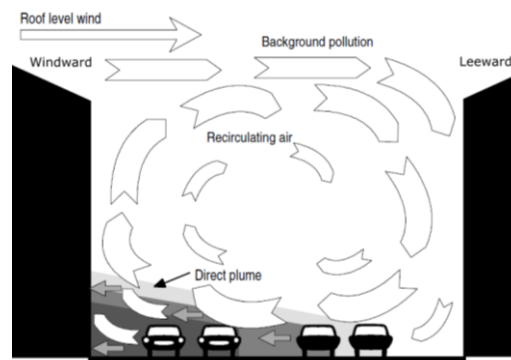 Roof level wind
Background pollution
Windward
Leeward
Recirculating air
Direct plume